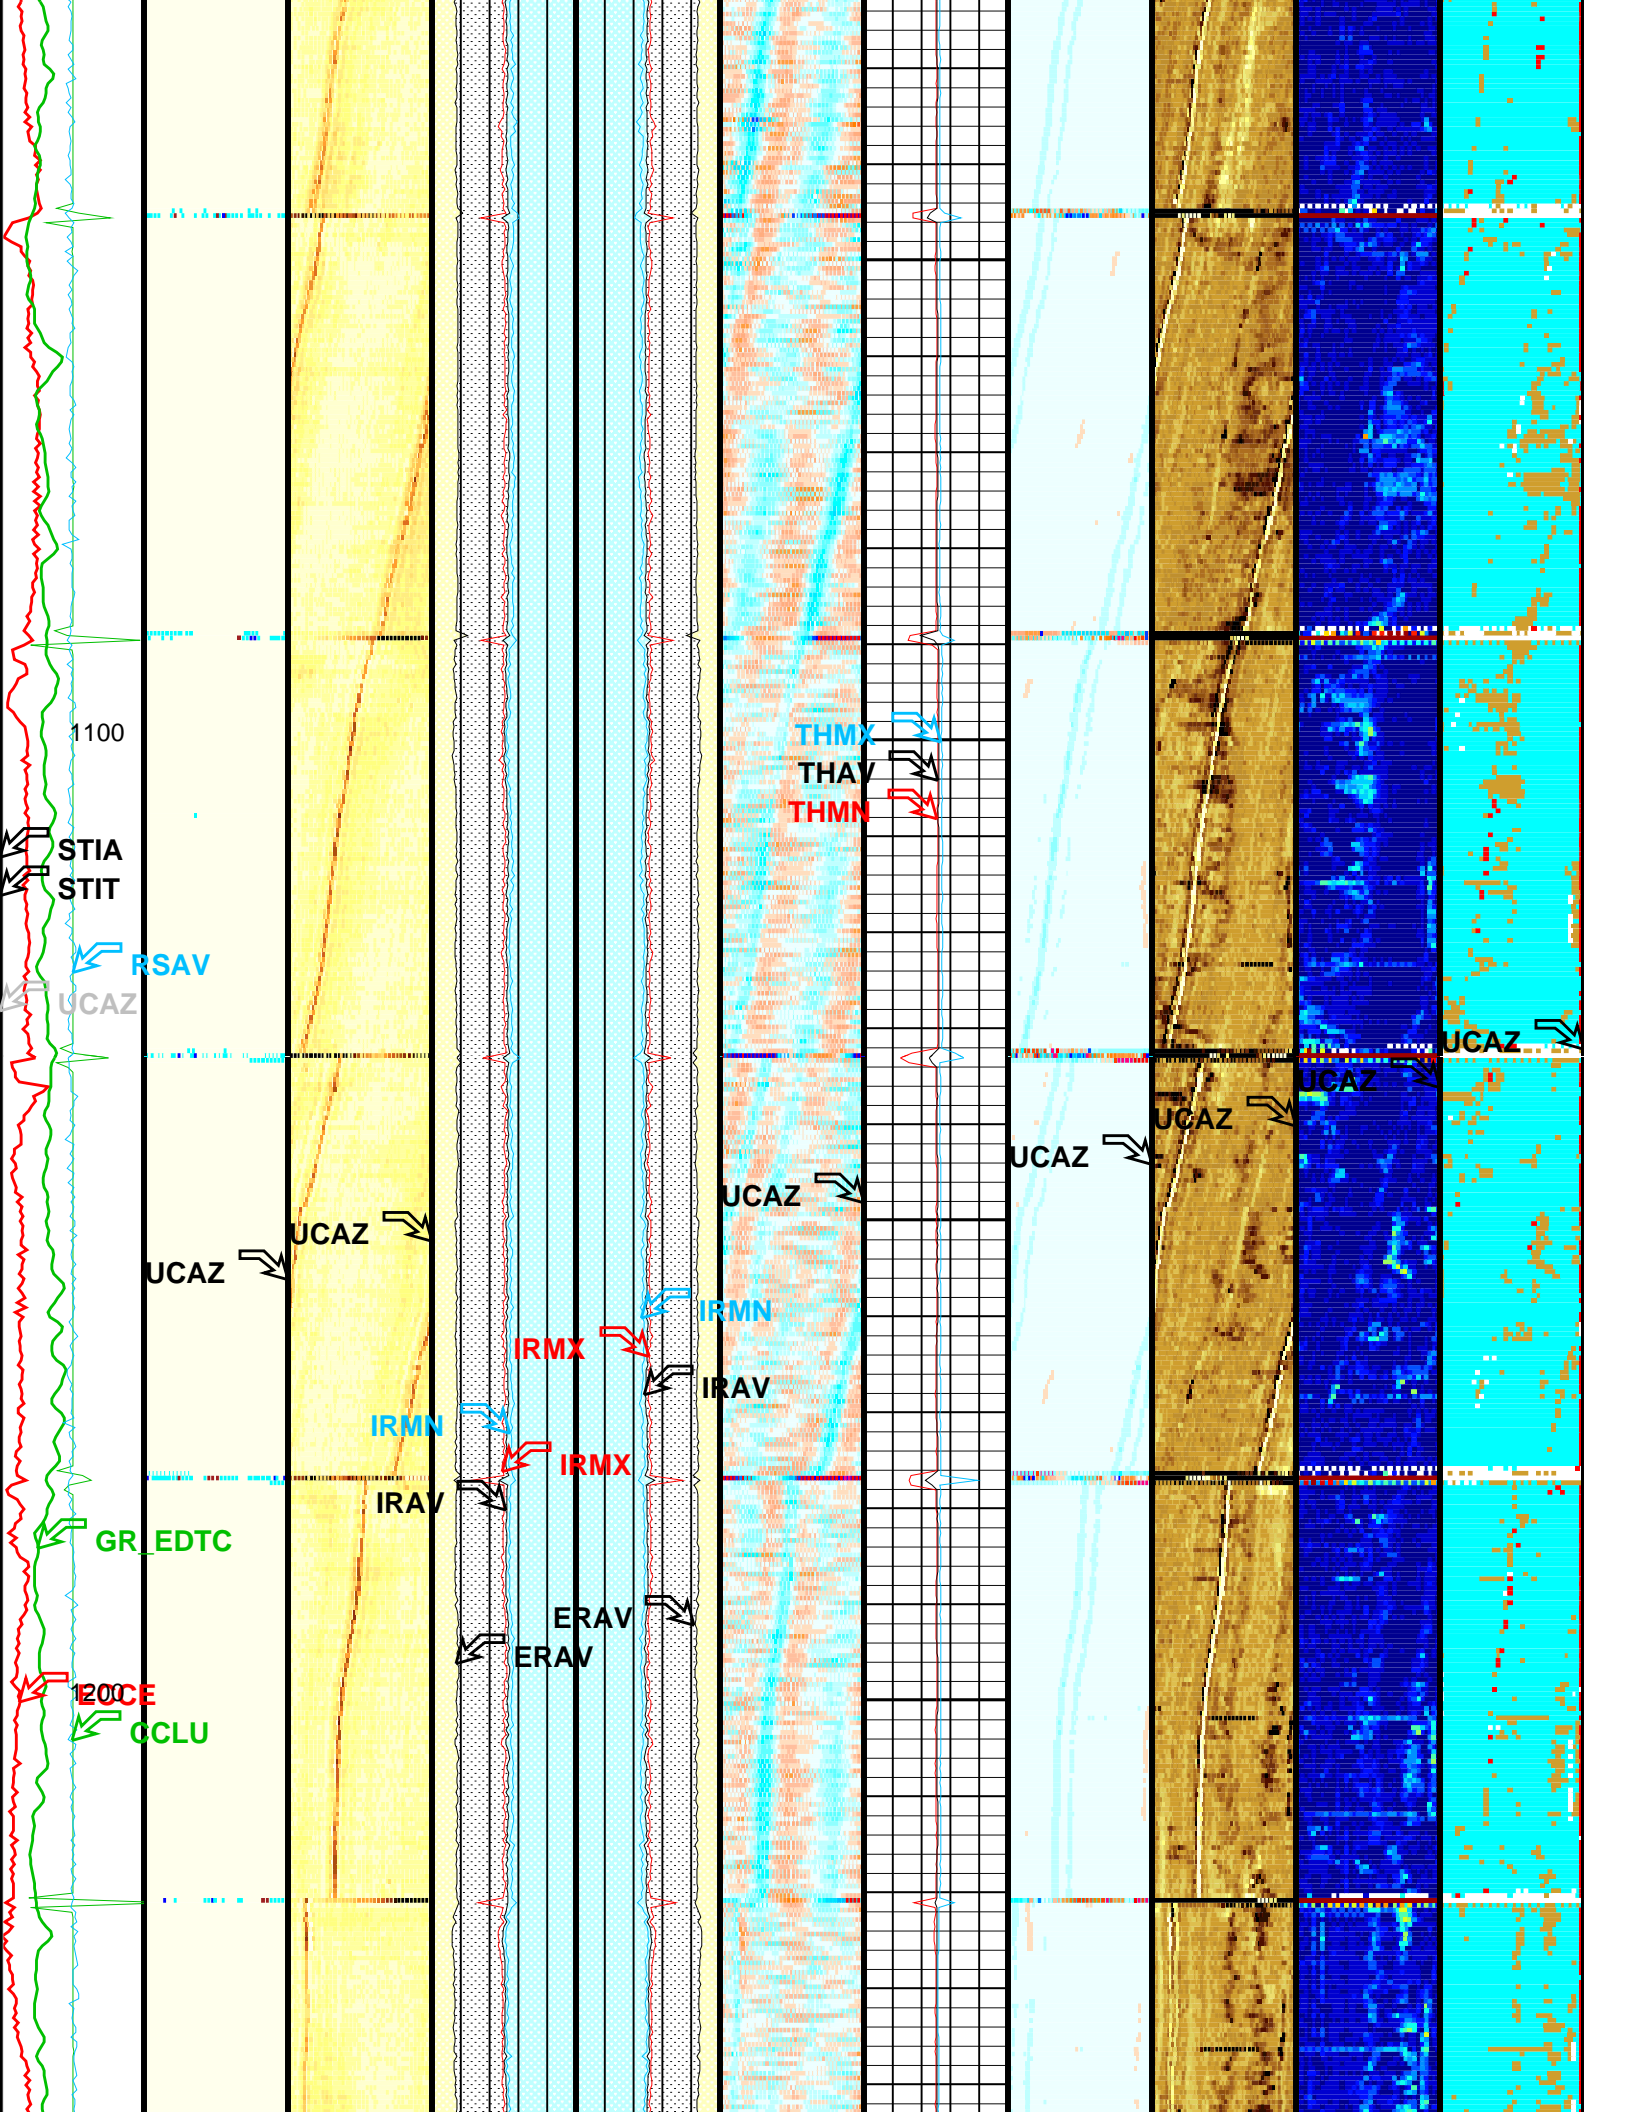 1100
THMX
THAV
THMN
STIA
STIT
RSAV
UCAZ
UCAZ
UCAZ
UCAZ
UCAZ
UCAZ
UCAZ
UCAZ
IRMN
IRMX
IRAV
IRMN
IRMX
IRAV
GR_EDTC
ERAV
ERAV
1200
ECCE
CCLU